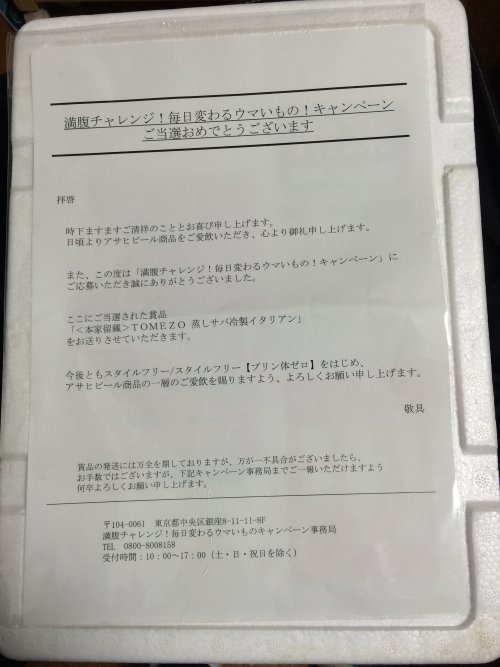 満腹チャレンジ！毎日変わるウマいもの！キャンペーン
ご当選おめでとうございます
拝啓
時下ますますご清祥のこととお喜び申し上げます。
日頃よりアサヒビール商品をご愛飲いただき、心より御礼申し上げます。
また、この度は「満腹チャレンジ！毎日変わるウマいもの！キャンペーン」に
ご応募いただき誠にありがとうございました。
ここにご当選された賞品
「＜本家留蔵＞ＴＯＭＥＺＯ 蒸しサバ冷製イタリアン」
をお送りさせていただきます。
今後ともスタイルフリー/スタイルフリー【プリン体ゼロ】をはじめ、
アサヒビール商品の一層のご愛飲を賜りますよう、よろしくお願い申し上げます。
敬具
賞品の発送には万全を期しておりますが、万が一不具合がございましたら、
お手数ではございますが、下記キャンペーン事務局までご一報いただけますよう
何卒よろしくお願い申し上げます。
〒104-0061 東京都中央区銀座8-11-11-8F
満腹チャレンジ！毎日変わるウマいものキャンペーン事務局
TEL 0800-8008158
受付時間：10：00～17：00（土・日・祝日を除く）